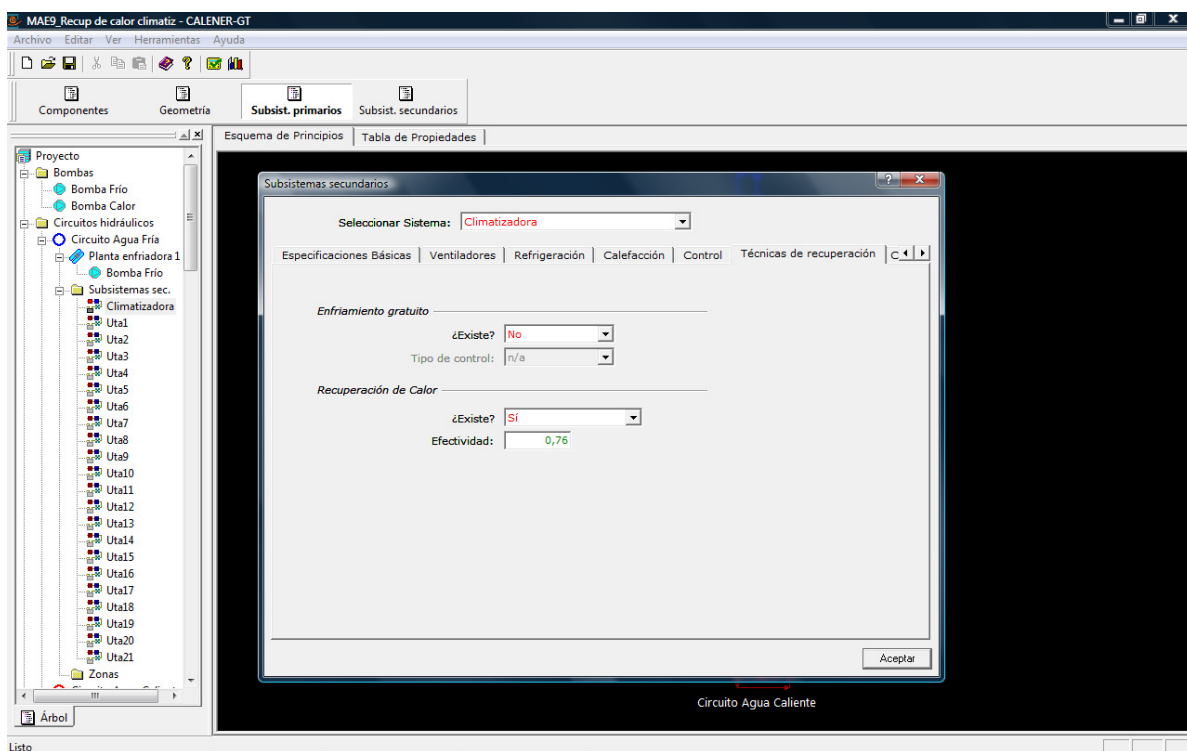 MAE9_Recup de calor climatiz - CALENER-GT
Archivo Editar Ver Herramientas Ayuda
Componentes Geometría Subsist. primarios Subsist. secundarios
Esquema de Principios Tabla de Propiedades
Proyecto
Bombas
Bomba Frío
Bomba Calor
Circuitos hidráulicos
Circuito Agua Fría
Planta enfriadora 1
Bomba Frío
Subsistemas sec.
Climatizadora
Uta1
Uta2
Uta3
Uta4
Uta5
Uta6
Uta7
Uta8
Uta9
Uta10
Uta11
Uta12
Uta13
Uta14
Uta15
Uta16
Uta17
Uta18
Uta19
Uta20
Uta21
Zonas
Árbol
Listo
Subsistemas secundarios
Seleccionar Sistema: Climatizadora
Especificaciones Básicas Ventiladores Refrigeración Calefacción Control Técnicas de recuperación C
Enfriamiento gratuito
¿Existe? No
Tipo de control: n/a
Recuperación de Calor
¿Existe? Sí
Efectividad: 0,76
Aceptar
Circuito Agua Caliente